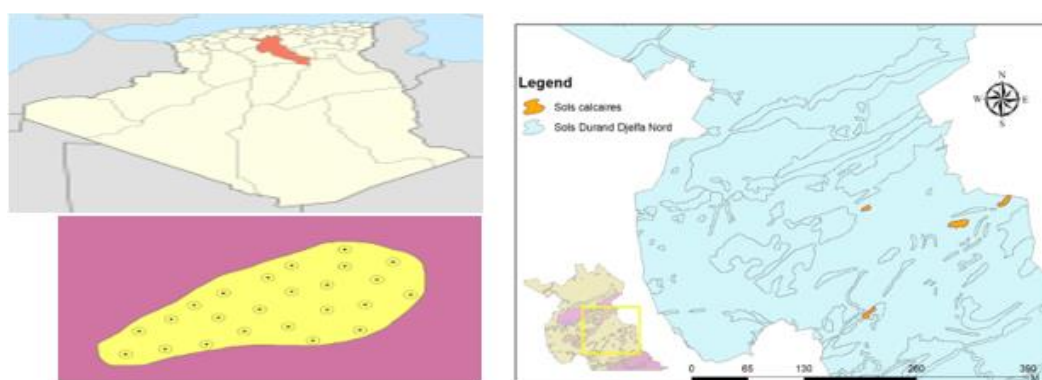 Legend
Sols calcaires
Sols Durand Djelfa Nord
N
W E
S
0 65 130 260 390